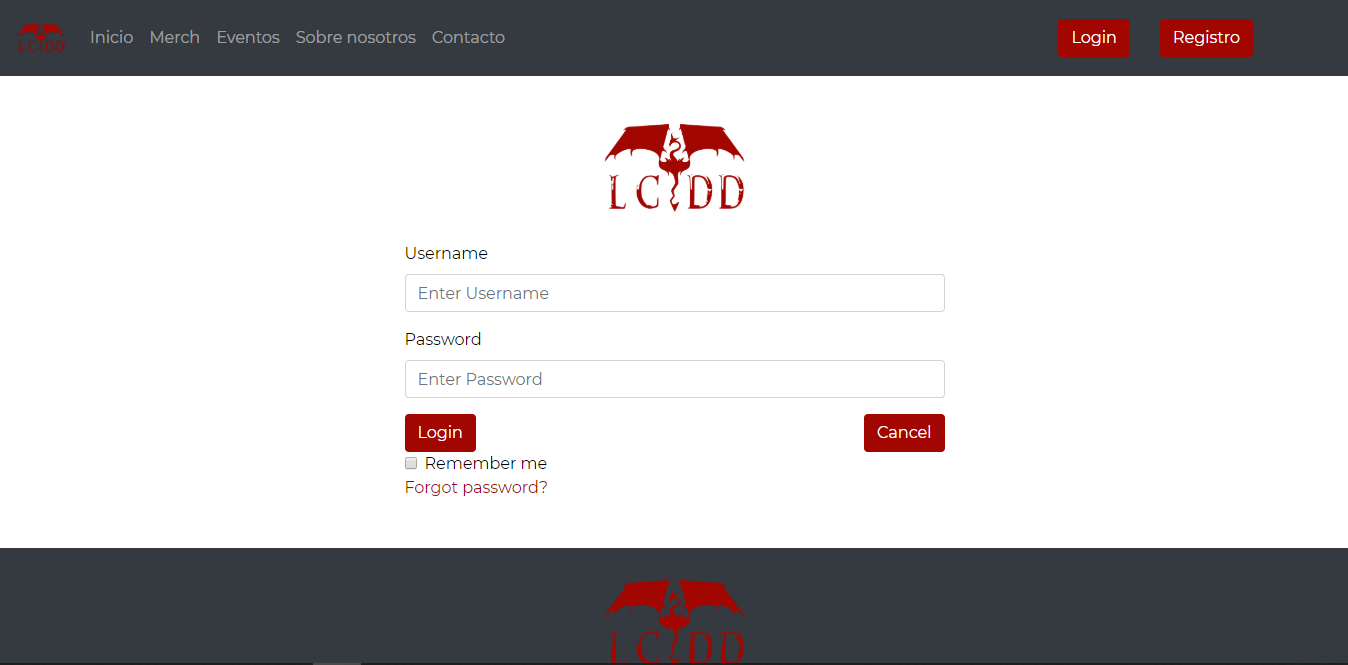 LCDD Inicio Merch Eventos Sobre nosotros Contacto Login Registro
LCDD
Username
Enter Username
Password
Enter Password
Login Cancel
Remember me
Forgot password?
LCDD